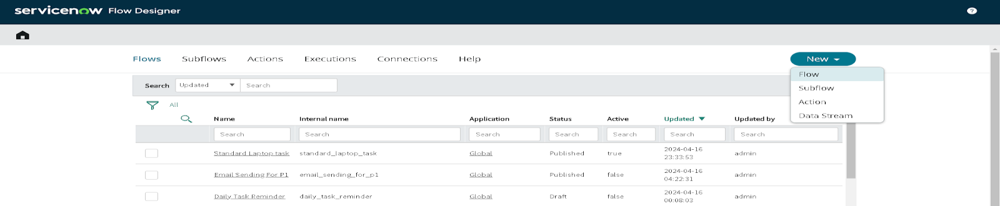 servicenow Flow Designer
?
Flows Subflows Actions Executions Connections Help New
Flow
Subflow
Action
Data Stream
Search Updated Search
All
Name Internal name Application Status Active Updated Updated by
Search Search Search Search Search Search Search
Standard Laptop task standard_laptop_task Global Published true 2024-04-16 23:33:53 admin
Email Sending For P1 email_sending_for_p1 Global Published false 2024-04-16 04:22:31 admin
Daily Task Reminder daily_task_reminder Global Draft false 2024-04-16 00:08:03 admin